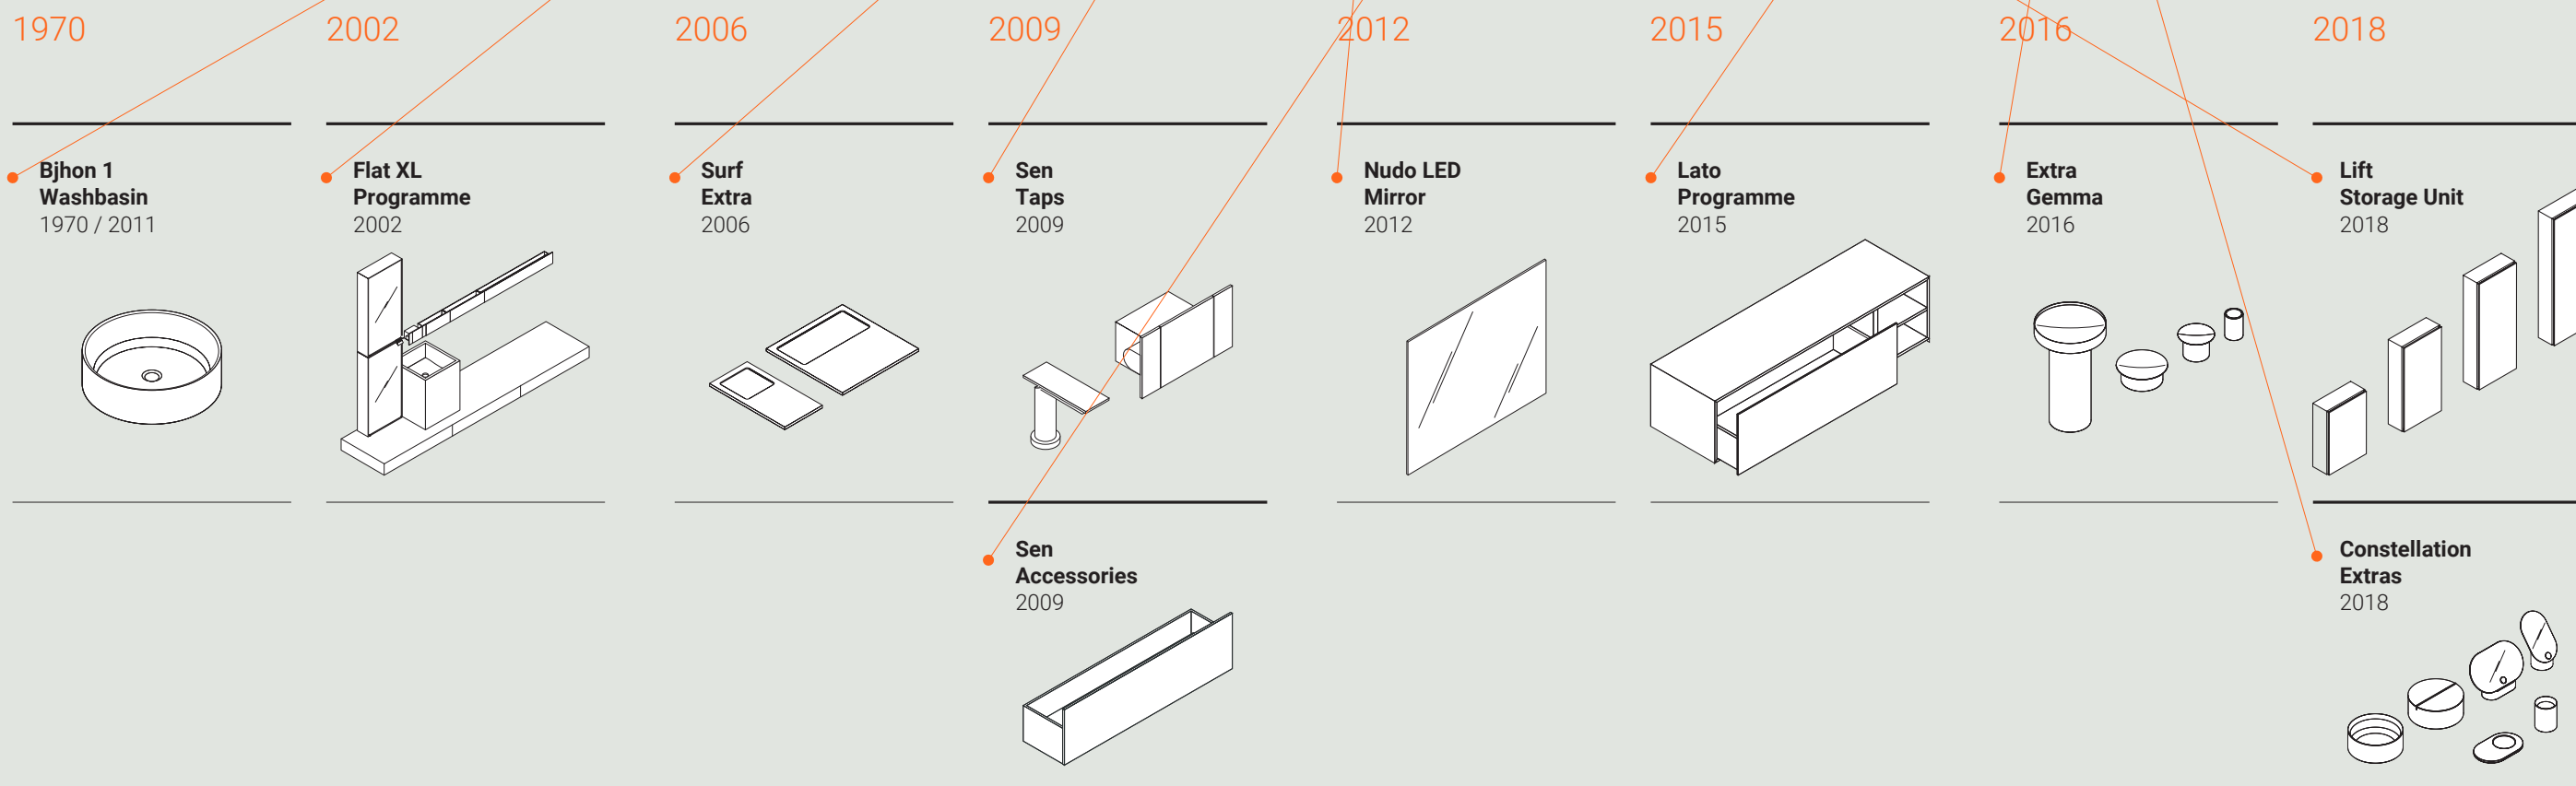 1970
2002
2006
2009
2012
2015
2016
2018
Bjhon 1
Washbasin
1970 / 2011
Flat XL
Programme
2002
Surf
Extra
2006
Sen
Taps
2009
Nudo LED
Mirror
2012
Lato
Programme
2015
Extra
Gemma
2016
Lift
Storage Unit
2018
Sen
Accessories
2009
Constellation
Extras
2018